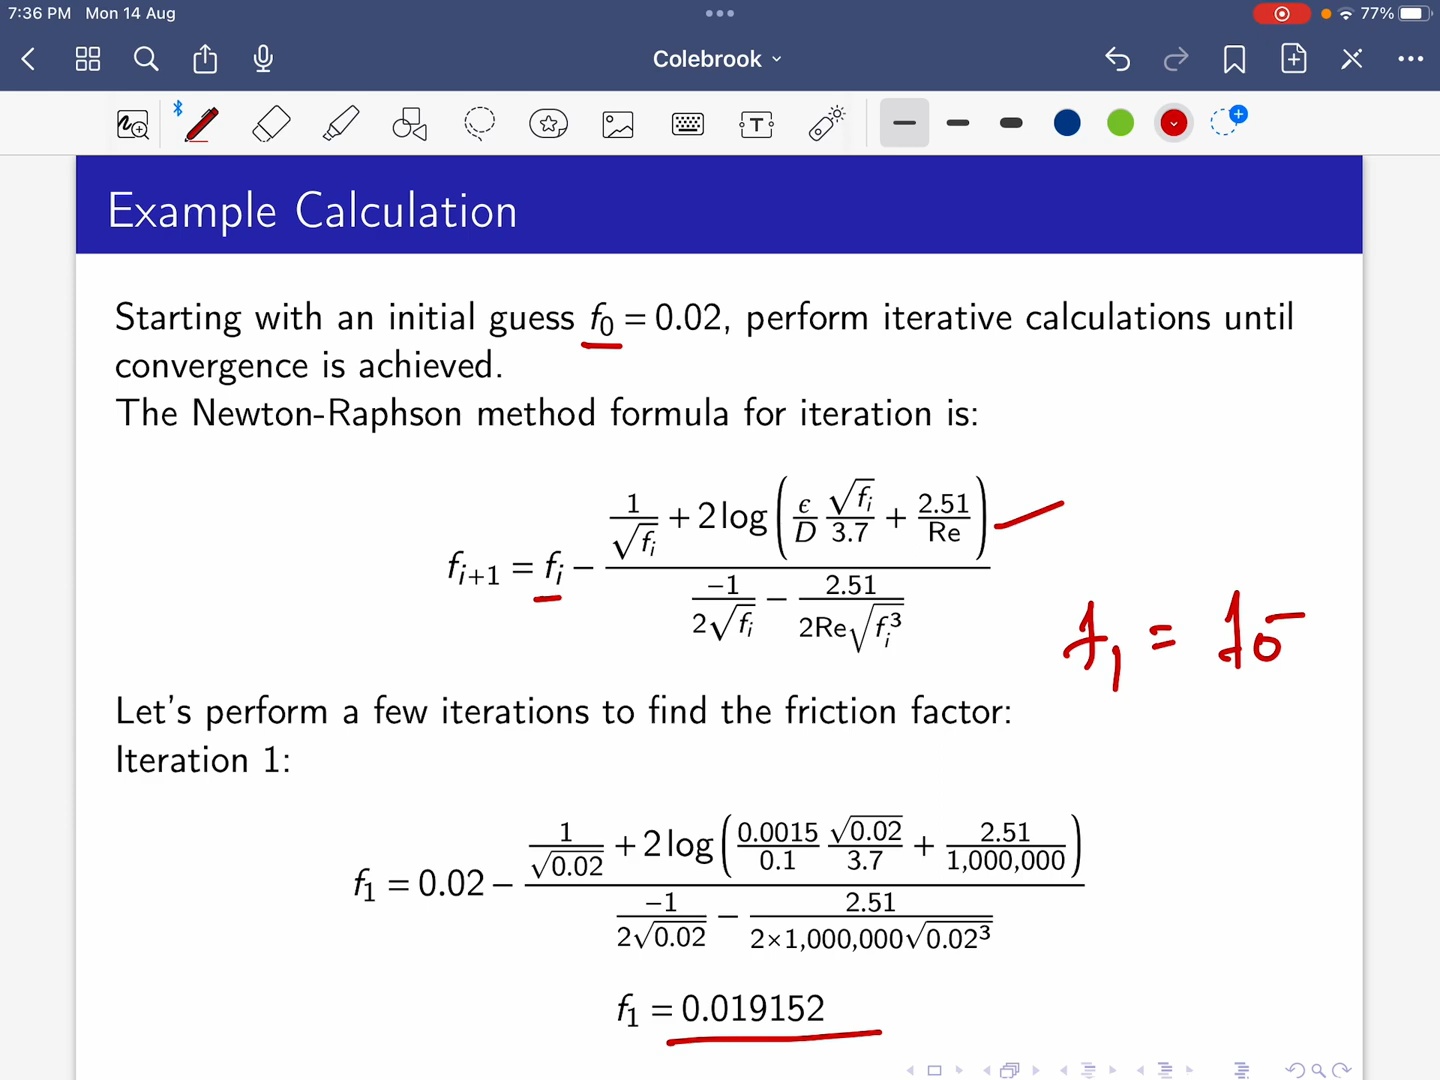 7:36 PM Mon 14 Aug
77%
Colebrook
T
Example Calculation
Starting with an initial guess f₀ = 0.02, perform iterative calculations until
convergence is achieved.
The Newton-Raphson method formula for iteration is:
fᵢ₊₁ = fᵢ − (1/√fᵢ + 2 log(ϵ/D √fᵢ/3.7 + 2.51/Re)) / (−1/(2√fᵢ) − 2.51/(2Re√fᵢ³))
f₁ = f₀ −
Let's perform a few iterations to find the friction factor:
Iteration 1:
f₁ = 0.02 − (1/√0.02 + 2 log(0.0015/0.1 √0.02/3.7 + 2.51/1,000,000)) / (−1/(2√0.02) − 2.51/(2×1,000,000√0.02³))
f₁ = 0.019152